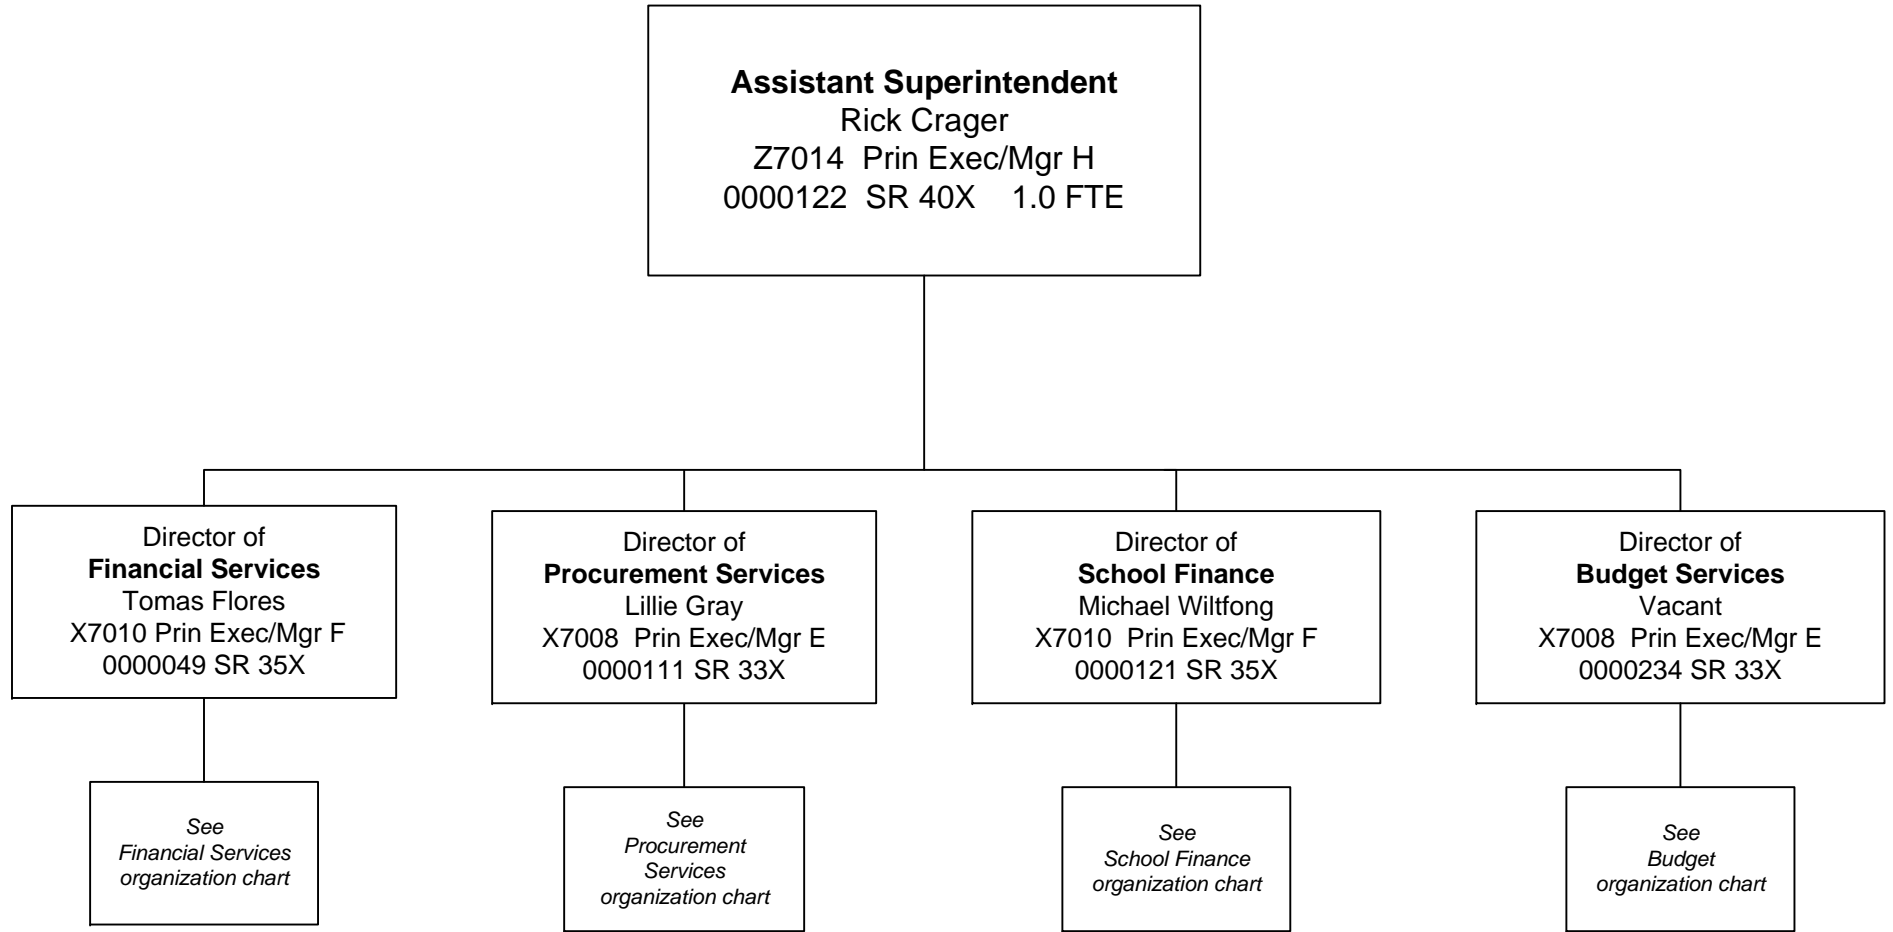 Assistant Superintendent
Rick Crager
Z7014 Prin Exec/Mgr H
0000122 SR 40X 1.0 FTE
Director of
Financial Services
Tomas Flores
X7010 Prin Exec/Mgr F
0000049 SR 35X
Director of
Procurement Services
Lillie Gray
X7008 Prin Exec/Mgr E
0000111 SR 33X
Director of
School Finance
Michael Wiltfong
X7010 Prin Exec/Mgr F
0000121 SR 35X
Director of
Budget Services
Vacant
X7008 Prin Exec/Mgr E
0000234 SR 33X
See
Financial Services
organization chart
See
Procurement
Services
organization chart
See
School Finance
organization chart
See
Budget
organization chart